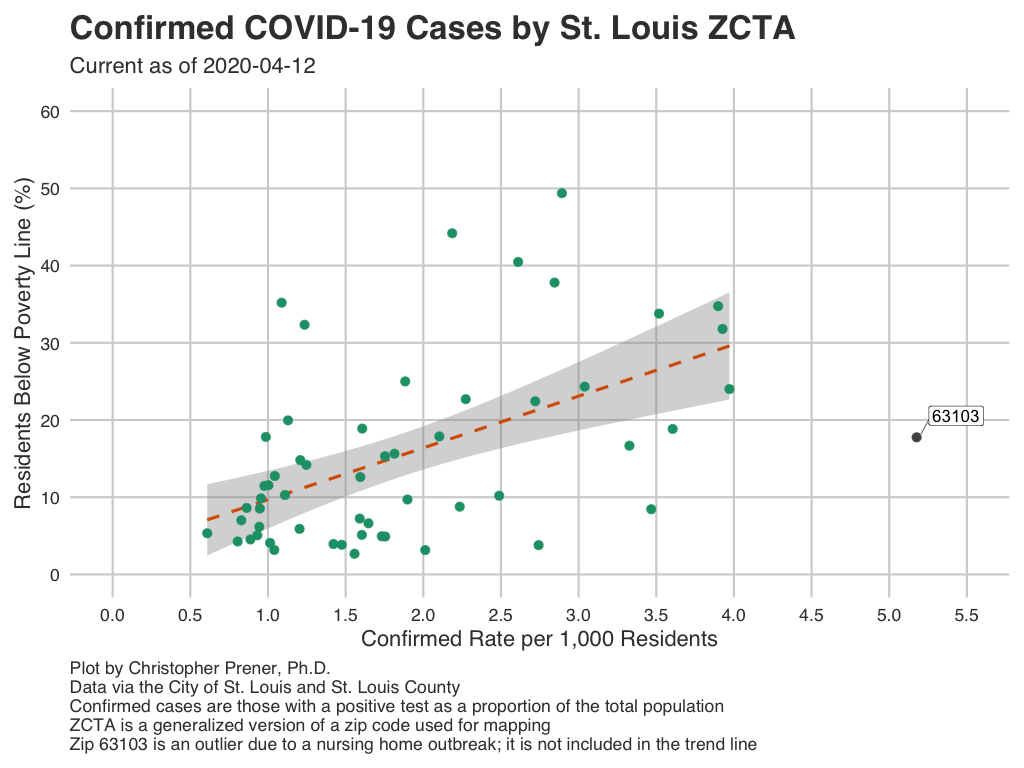 Confirmed COVID-19 Cases by St. Louis ZCTA
Current as of 2020-04-12
Residents Below Poverty Line (%)
60
50
40
30
20
10
0
63103
0.0 0.5 1.0 1.5 2.0 2.5 3.0 3.5 4.0 4.5 5.0 5.5
Confirmed Rate per 1,000 Residents
Plot by Christopher Prener, Ph.D.
Data via the City of St. Louis and St. Louis County
Confirmed cases are those with a positive test as a proportion of the total population
ZCTA is a generalized version of a zip code used for mapping
Zip 63103 is an outlier due to a nursing home outbreak; it is not included in the trend line